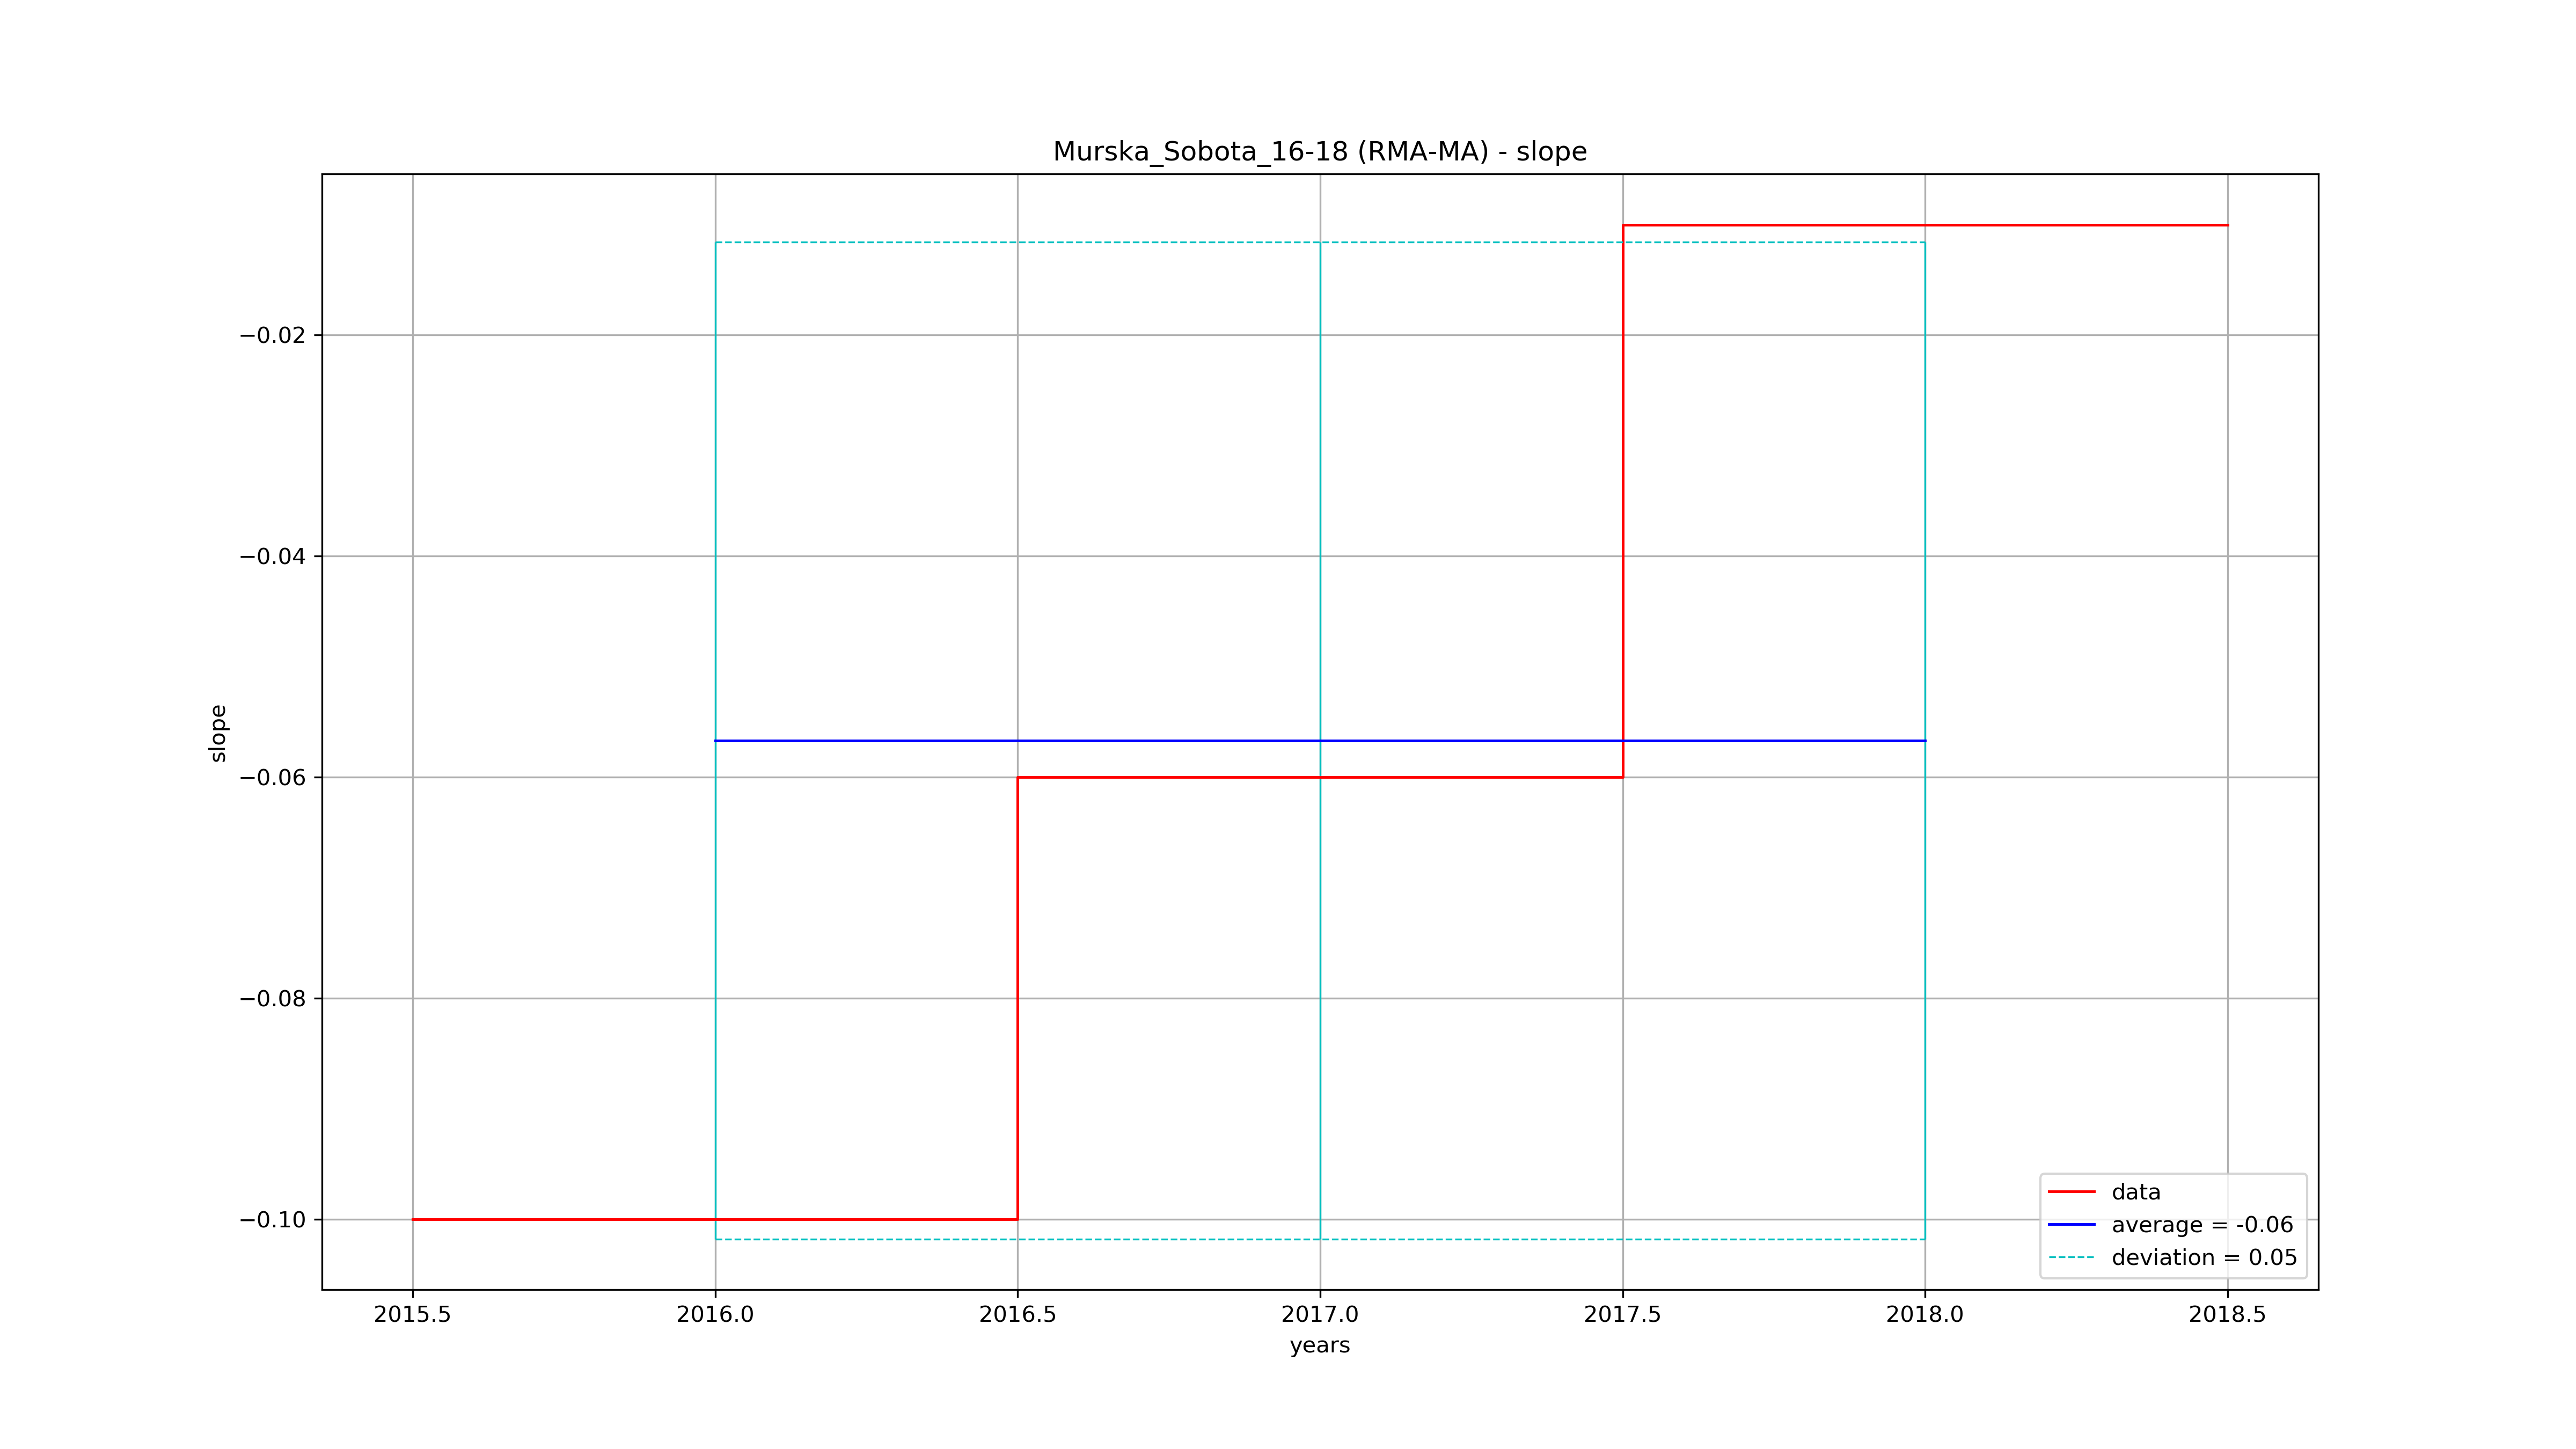 Murska_Sobota_16-18 (RMA-MA) - slope
slope
−0.02
−0.04
−0.06
−0.08
−0.10
data
average = -0.06
deviation = 0.05
2015.5 2016.0 2016.5 2017.0 2017.5 2018.0 2018.5
years